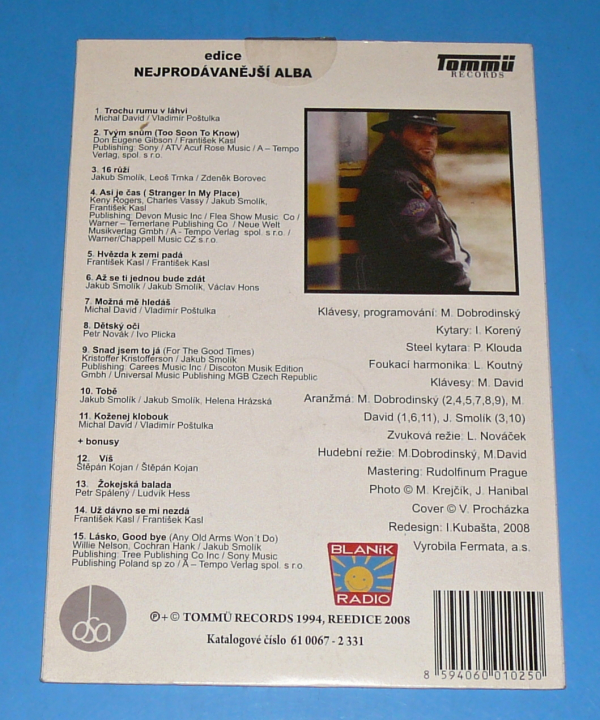 edice
NEJPRODÁVANĚJŠÍ ALBA
Tommü
RECORDS
1. Trochu rumu v láhvi
Michal David / Vladimír Poštulka
2. Tvým snům (Too Soon To Know)
Don Eugene Gibson / František Kasl
Publishing: Sony / ATV Acuf Rose Music / A – Tempo
Verlag, spol. s r.o.
3. 16 růží
Jakub Smolík, Leoš Trnka / Zdeněk Borovec
4. Asi je čas ( Stranger In My Place)
Keny Rogers, Charles Vassy / Jakub Smolík,
František Kasl
Publishing: Devon Music Inc / Flea Show Music Co /
Warner – Temerlane Publishing Co / Neue Welt
Musikverlag Gmbh / A - Tempo Verlag spol. s r.o. /
Warner/Chappell Music CZ s.r.o.
5. Hvězda k zemi padá
František Kasl / František Kasl
6. Až se ti jednou bude zdát
Jakub Smolík / Jakub Smolík, Václav Hons
7. Možná mě hledáš
Michal David / Vladimír Poštulka
8. Dětský oči
Petr Novák / Ivo Plicka
9. Snad jsem to já (For The Good Times)
Kristoffer Kristofferson / Jakub Smolík
Publishing: Carees Music Inc / Discoton Musik Edition
Gmbh / Universal Music Publishing MGB Czech Republic
10. Tobě
Jakub Smolík / Jakub Smolík, Helena Hrázská
11. Koženej klobouk
Michal David / Vladimír Poštulka
+ bonusy
12. Víš
Štěpán Kojan / Štěpán Kojan
13. Žokejská balada
Petr Spálený / Ludvík Hess
14. Už dávno se mi nezdá
František Kasl / František Kasl
15. Lásko, Good bye (Any Old Arms Won´t Do)
Willie Nelson, Cochran Hank / Jakub Smolík
Publishing: Tree Publishing Co Inc / Sony Music
Publishing Poland sp zo / A – Tempo Verlag spol. s r.o.
Klávesy, programování: M. Dobrodinský
Kytary: I. Korený
Steel kytara: P. Klouda
Foukací harmonika: L. Koutný
Klávesy: M. David
Aranžmá: M. Dobrodinský (2,4,5,7,8,9), M.
David (1,6,11), J. Smolík (3,10)
Zvuková režie: L. Nováček
Hudební režie: M.Dobrodinský, M.David
Mastering: Rudolfinum Prague
Photo © M. Krejčík, J. Hanibal
Cover © V. Procházka
Redesign: I.Kubašta, 2008
Vyrobila Fermata, a.s.
BLANÍK
RADIO
osa
℗ + © TOMMÜ RECORDS 1994, REEDICE 2008
Katalogové číslo 61 0067 - 2 331
8 594060 010250